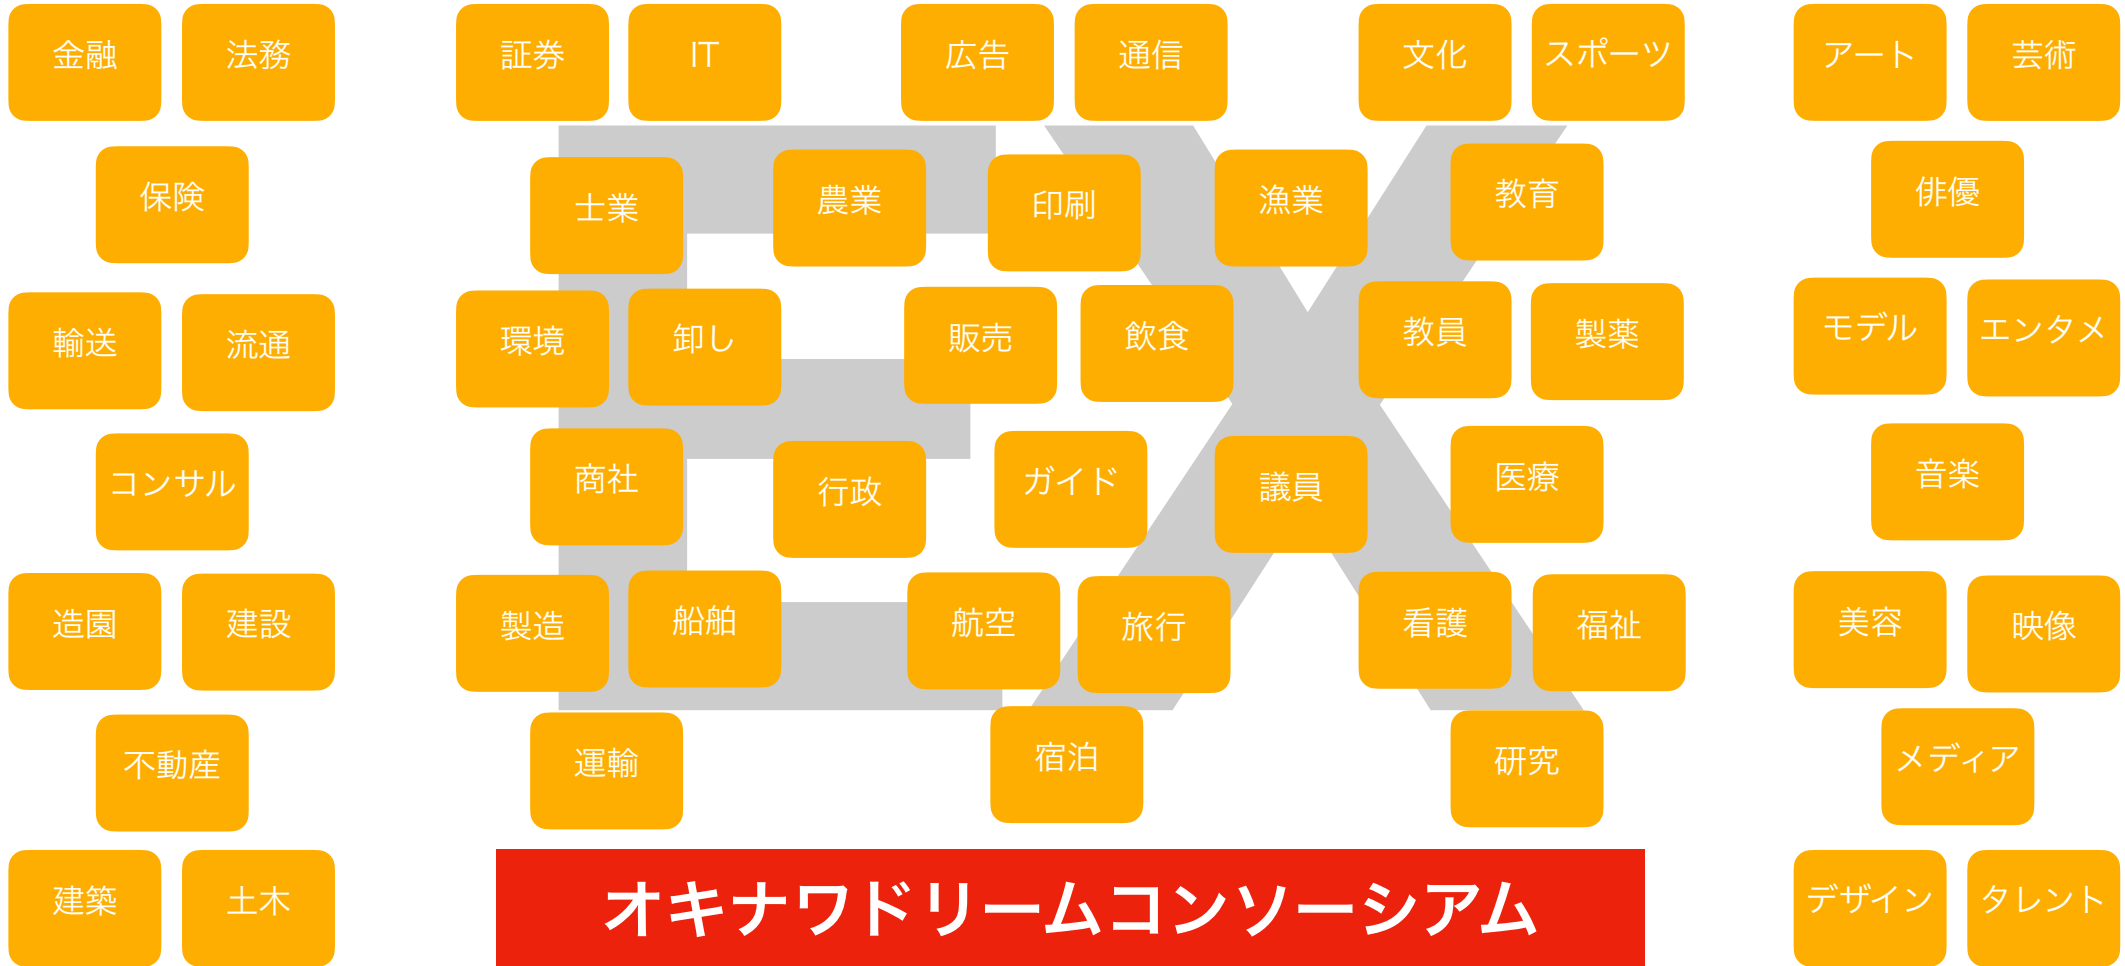 金融 法務 証券 IT 広告 通信 文化 スポーツ アート 芸術
保険 士業 農業 印刷 漁業 教育 俳優
輸送 流通 環境 卸し 販売 飲食 教員 製薬 モデル エンタメ
コンサル 商社 行政 ガイド 議員 医療 音楽
造園 建設 製造 船舶 航空 旅行 看護 福祉 美容 映像
不動産 運輸 宿泊 研究 メディア
建築 土木 デザイン タレント
EX
オキナワドリームコンソーシアム